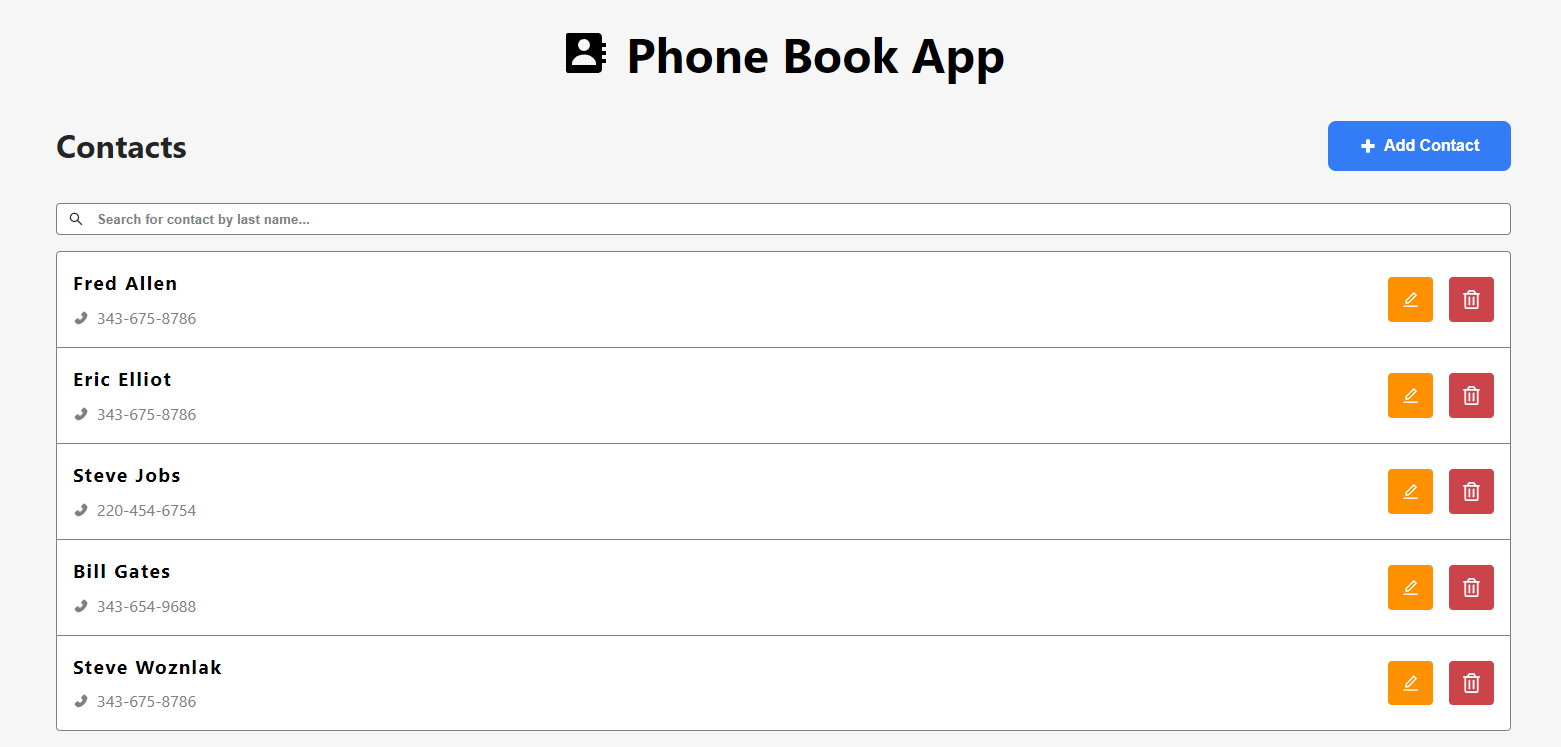 Phone Book App
Contacts
Add Contact
Search for contact by last name...
Fred Allen
343-675-8786
Eric Elliot
343-675-8786
Steve Jobs
220-454-6754
Bill Gates
343-654-9688
Steve Woznlak
343-675-8786